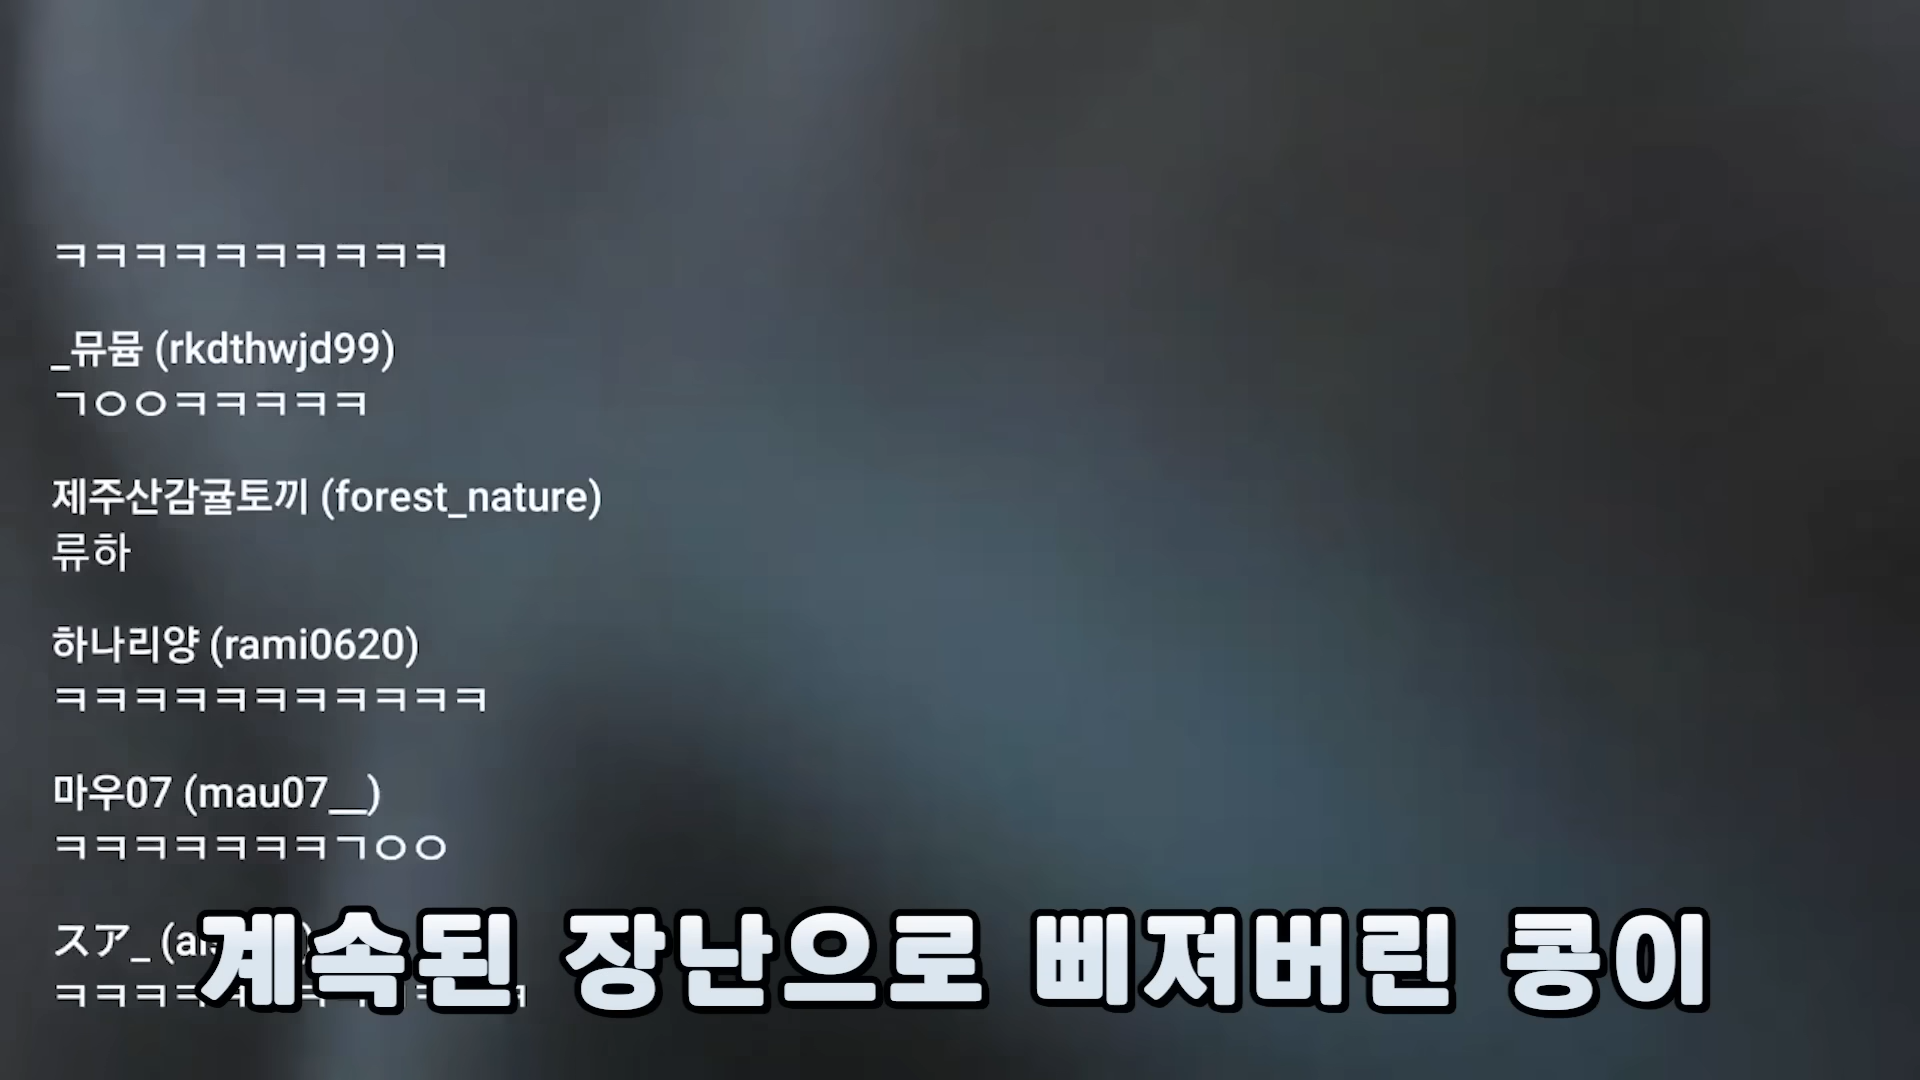 ㅋㅋㅋㅋㅋㅋㅋㅋㅋㅋ
_뮤뮴 (rkdthwjd99)
ㄱㅇㅇㅋㅋㅋㅋㅋ
제주산감귤토끼 (forest_nature)
류하
하나리양 (rami0620)
ㅋㅋㅋㅋㅋㅋㅋㅋㅋㅋㅋ
마우07 (mau07__)
ㅋㅋㅋㅋㅋㅋㅋㄱㅇㅇ
スア_
계속된 장난으로 삐져버린 콩이